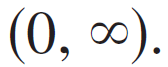 (0, ∞).